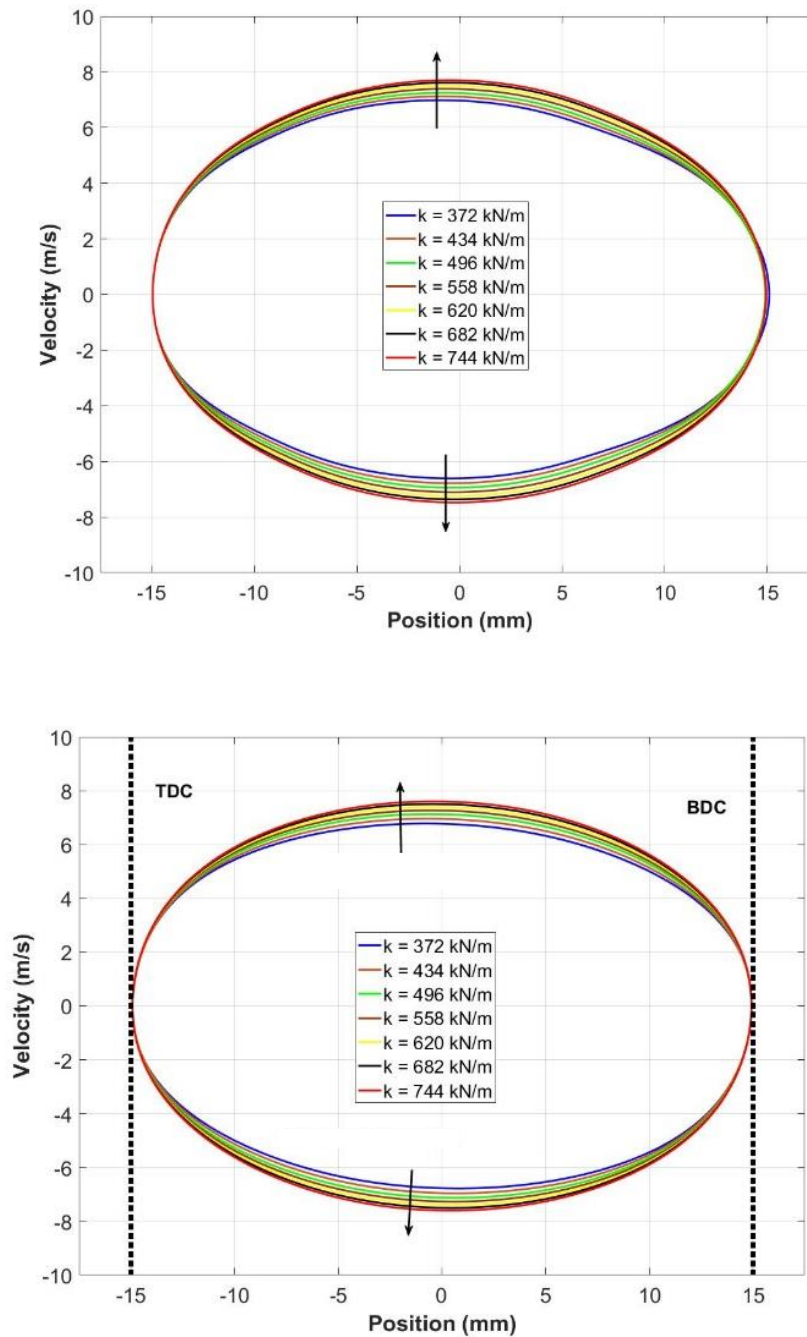 10
8
6
4
2
0
-2
-4
-6
-8
-10
Velocity (m/s)
k = 372 kN/m
k = 434 kN/m
k = 496 kN/m
k = 558 kN/m
k = 620 kN/m
k = 682 kN/m
k = 744 kN/m
-15 -10 -5 0 5 10 15
Position (mm)
10
8
6
4
2
0
-2
-4
-6
-8
-10
Velocity (m/s)
TDC
BDC
k = 372 kN/m
k = 434 kN/m
k = 496 kN/m
k = 558 kN/m
k = 620 kN/m
k = 682 kN/m
k = 744 kN/m
-15 -10 -5 0 5 10 15
Position (mm)